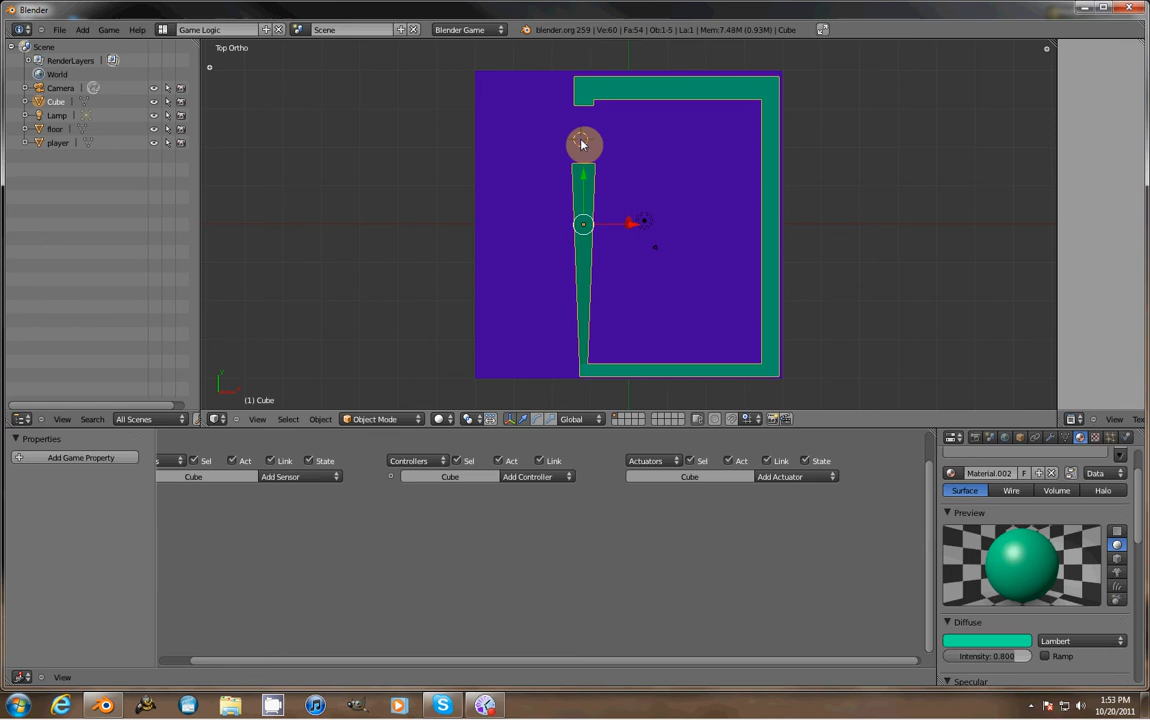 Blender
File Add Game Help Game Logic Scene Blender Game blender.org 259 | Ve:60 | Fa:54 | Ob:1-5 | La:1 | Mem:7.48M (0.93M) | Cube
Scene
RenderLayers
World
Camera
Cube
Lamp
floor
player
Top Ortho
(1) Cube
View Search All Scenes View Select Object Object Mode Global View
Properties
Add Game Property
Sel Act Link State
Cube Add Sensor
Controllers Sel Act Link
Cube Add Controller
Actuators Sel Act Link State
Cube Add Actuator
Material.002 F Data
Surface Wire Volume Halo
Preview
Diffuse
Lambert
Intensity: 0.800 Ramp
Specular
View
1:53 PM
10/20/2011